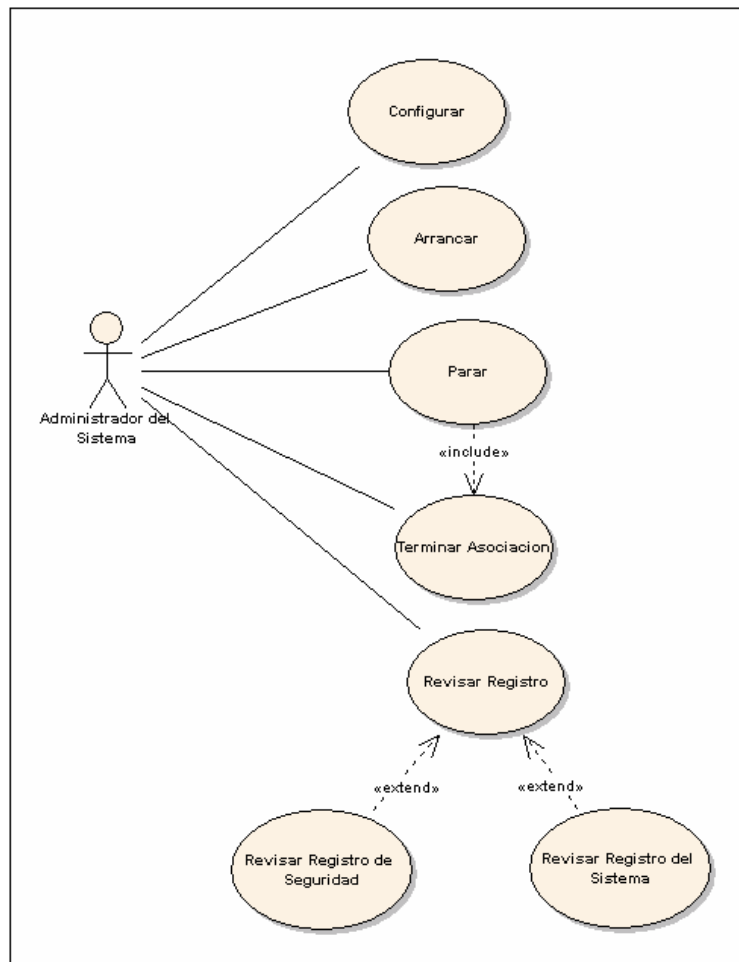 Configurar
Arrancar
Parar
Administrador del
Sistema
«include»
Terminar Asociacion
Revisar Registro
«extend»
«extend»
Revisar Registro de
Seguridad
Revisar Registro del
Sistema